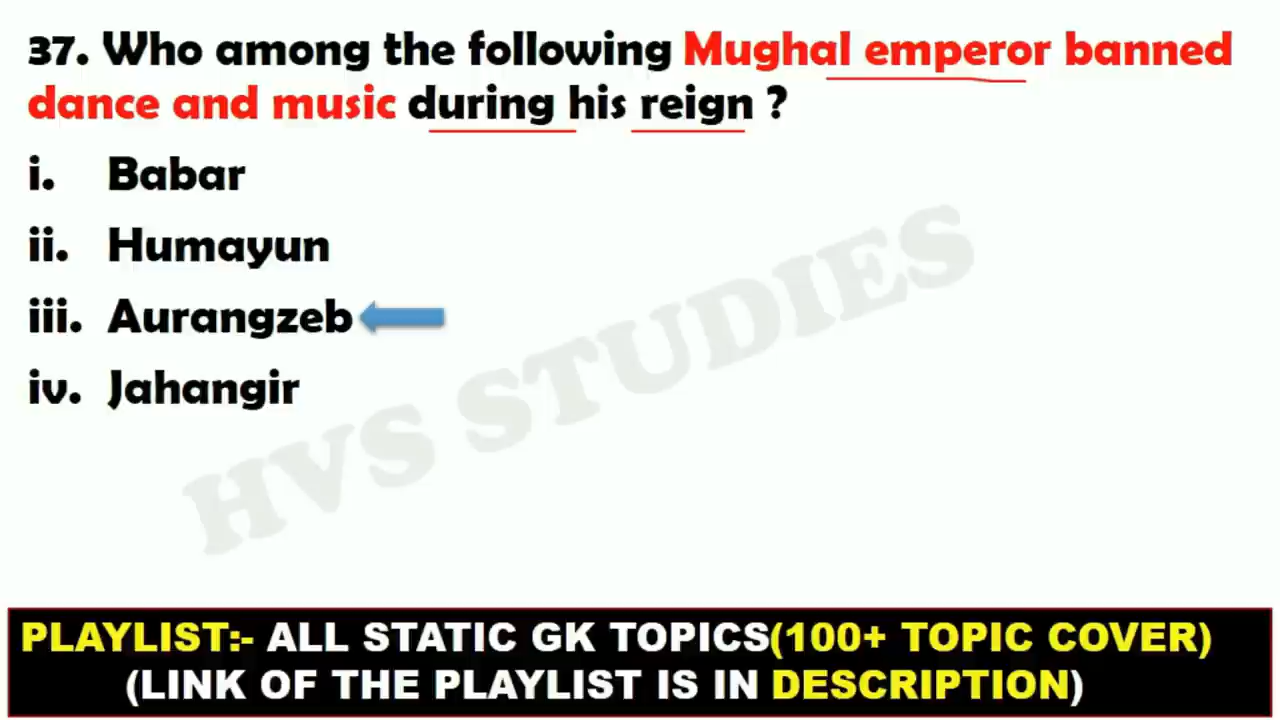 37. Who among the following Mughal emperor banned
dance and music during his reign ?
i. Babar
ii. Humayun
iii. Aurangzeb
iv. Jahangir
HVS STUDIES
PLAYLIST:- ALL STATIC GK TOPICS(100+ TOPIC COVER)
(LINK OF THE PLAYLIST IS IN DESCRIPTION)